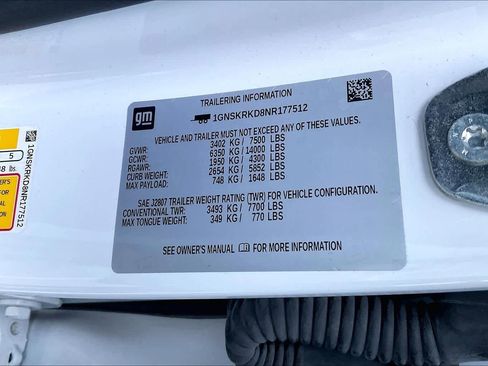 TRAILERING INFORMATION
gm
1GNSKRKD8NR177512
VEHICLE AND TRAILER MUST NOT EXCEED ANY OF THESE VALUES
GVWR: 3402 KG / 7500 LBS
GCWR: 6350 KG / 14000 LBS
RGAWR: 1950 KG / 4300 LBS
CURB WEIGHT: 2654 KG / 5852 LBS
MAX PAYLOAD: 748 KG / 1648 LBS
SAE J2807 TRAILER WEIGHT RATING (TWR) FOR VEHICLE CONFIGURATION.
CONVENTIONAL TWR: 3493 KG / 7700 LBS
MAX TONGUE WEIGHT: 349 KG / 770 LBS
SEE OWNER'S MANUAL FOR MORE INFORMATION
5
lbs.
1GNSKRKD8NR177512